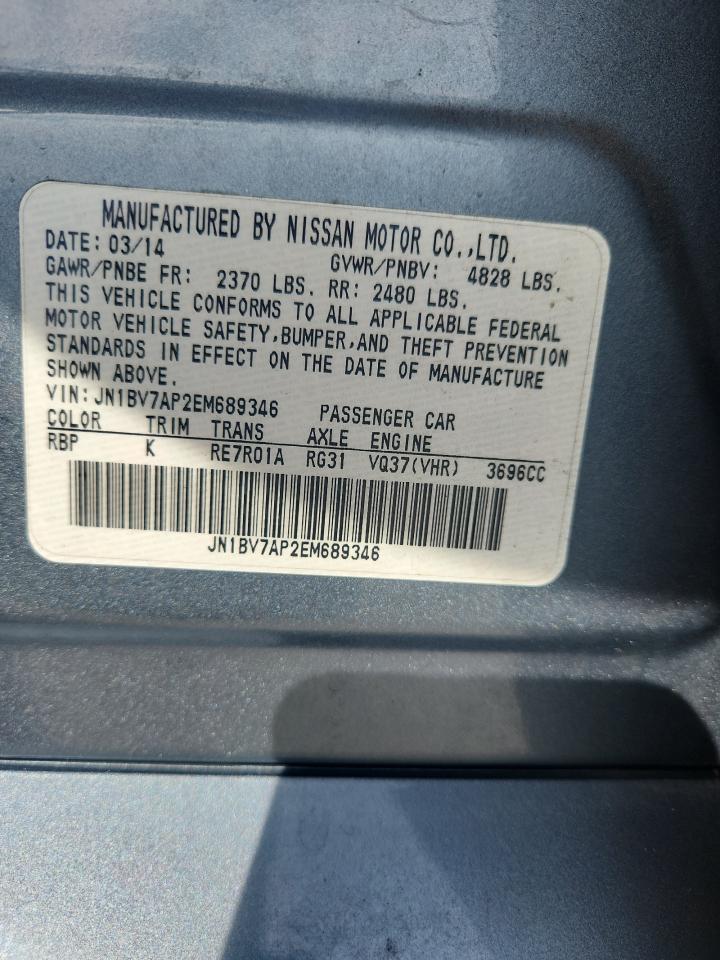 MANUFACTURED BY NISSAN MOTOR CO.,LTD.
DATE: 03/14 GVWR/PNBV: 4828 LBS.
GAWR/PNBE FR: 2370 LBS. RR: 2480 LBS.
THIS VEHICLE CONFORMS TO ALL APPLICABLE FEDERAL
MOTOR VEHICLE SAFETY,BUMPER,AND THEFT PREVENTION
STANDARDS IN EFFECT ON THE DATE OF MANUFACTURE
SHOWN ABOVE.
VIN:JN1BV7AP2EM689346 PASSENGER CAR
COLOR TRIM TRANS AXLE ENGINE
RBP K RE7R01A RG31 VQ37(VHR) 3696CC
JN1BV7AP2EM689346